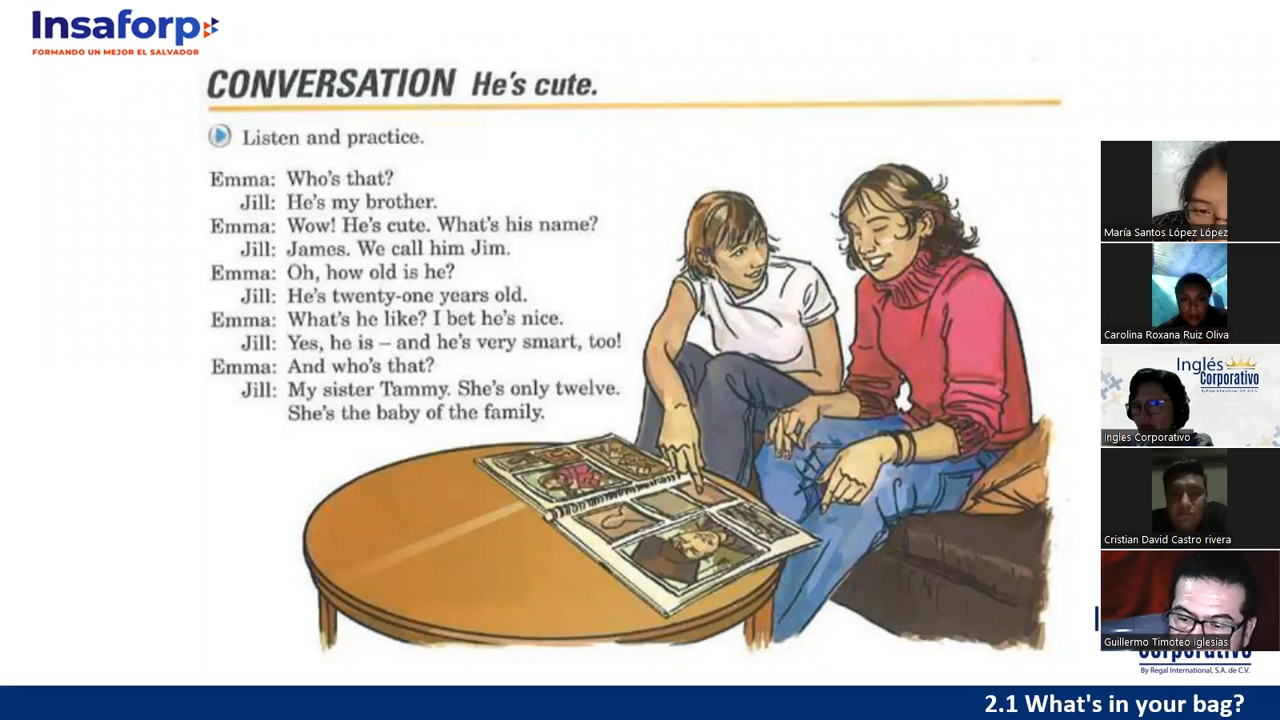 Insaforp
FORMANDO UN MEJOR EL SALVADOR
CONVERSATION He's cute.
Listen and practice.
Emma: Who's that?
Jill: He's my brother.
Emma: Wow! He's cute. What's his name?
Jill: James. We call him Jim.
Emma: Oh, how old is he?
Jill: He's twenty-one years old.
Emma: What's he like? I bet he's nice.
Jill: Yes, he is – and he's very smart, too!
Emma: And who's that?
Jill: My sister Tammy. She's only twelve.
She's the baby of the family.
María Santos López López
Carolina Roxana Ruiz Oliva
Inglés
Corporativo
Ingles Corporativo
Cristian David Castro rivera
Guillermo Timoteo Iglesias
Corporativo
By Regal International, S.A. de C.V.
2.1 What's in your bag?